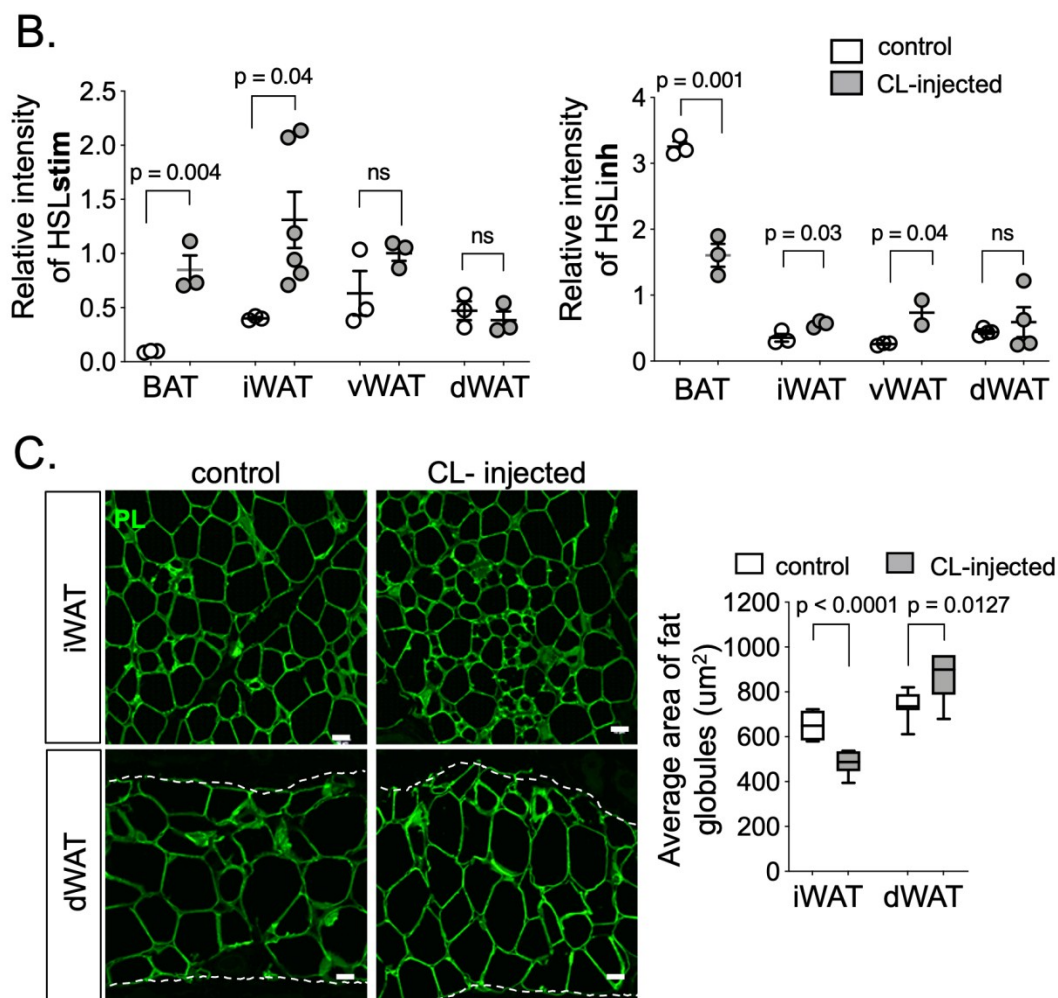 B.
control
CL-injected
Relative intensity
of HSLstim
2.5
2.0
1.5
1.0
0.5
0.0
p = 0.004
p = 0.04
ns
ns
BAT
iWAT
vWAT
dWAT
Relative intensity
of HSLinh
4
3
2
1
0
p = 0.001
p = 0.03
p = 0.04
ns
BAT
iWAT
vWAT
dWAT
C.
control
CL- injected
iWAT
PL
dWAT
control
CL-injected
Average area of fat
globules (um²)
1200
1000
800
600
400
200
0
p < 0.0001
p = 0.0127
iWAT
dWAT